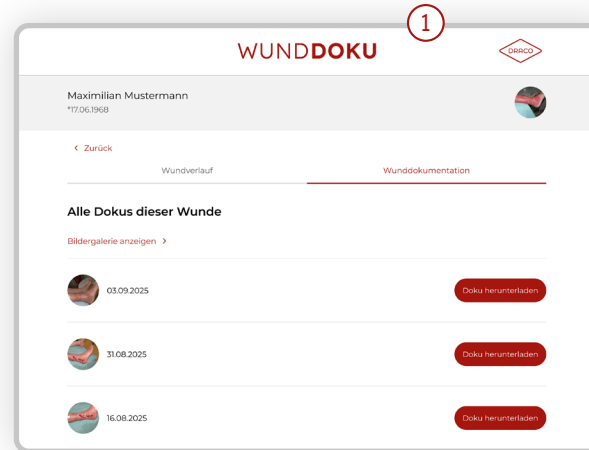 1
WUNDDOKU
DRACO
Maximilian Mustermann
*17.06.1968
Zurück
Wundverlauf
Wunddokumentation
Alle Dokus dieser Wunde
Bildergalerie anzeigen
03.09.2025
Doku herunterladen
31.08.2025
Doku herunterladen
16.08.2025
Doku herunterladen